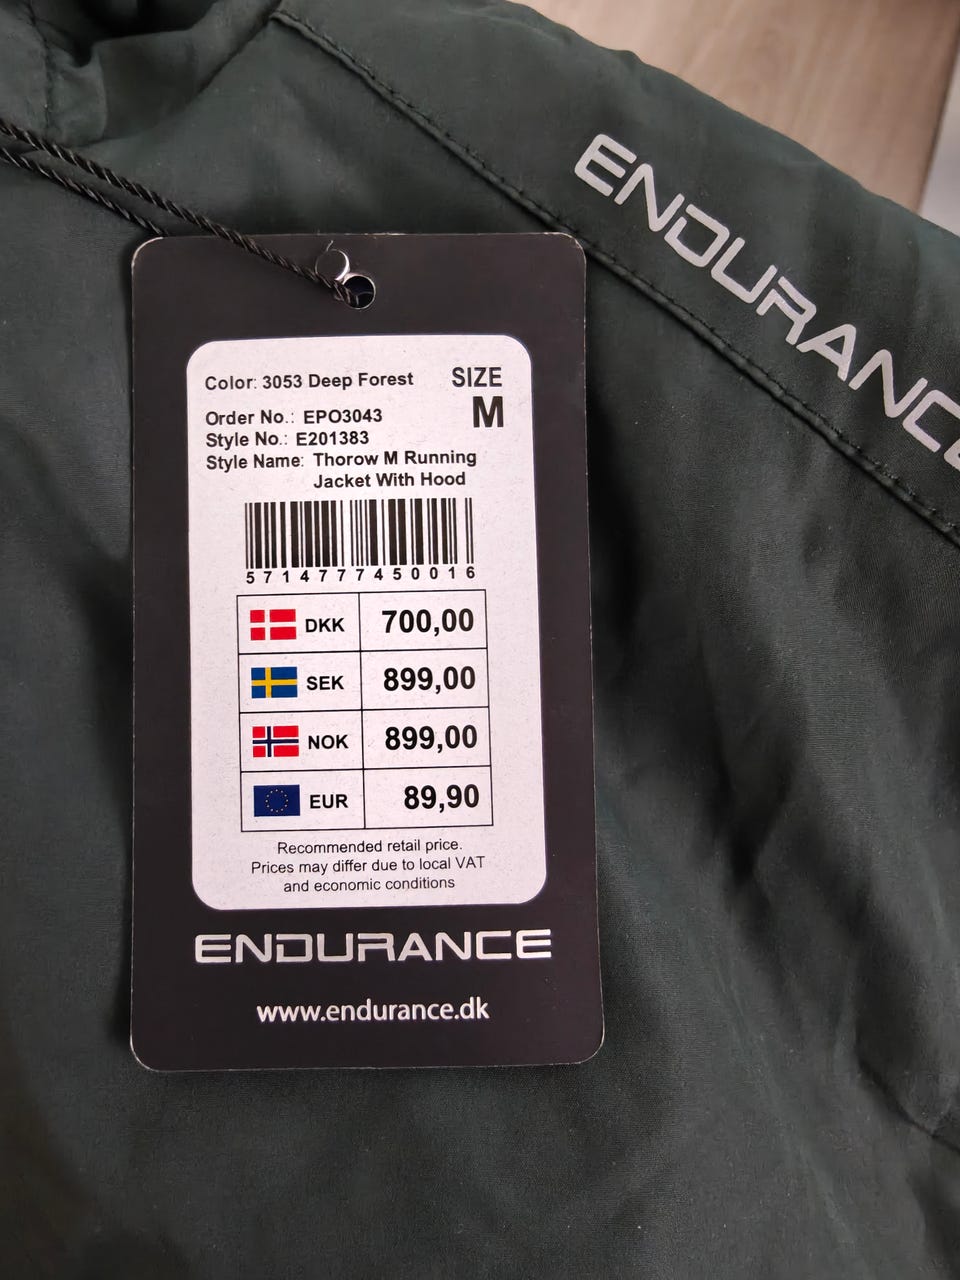 ENDURANCE
Color: 3053 Deep Forest
SIZE
M
Order No.: EPO3043
Style No.: E201383
Style Name: Thorow M Running
Jacket With Hood
5714777450016
DKK 700,00
SEK 899,00
NOK 899,00
EUR 89,90
Recommended retail price.
Prices may differ due to local VAT
and economic conditions
ENDURANCE
www.endurance.dk